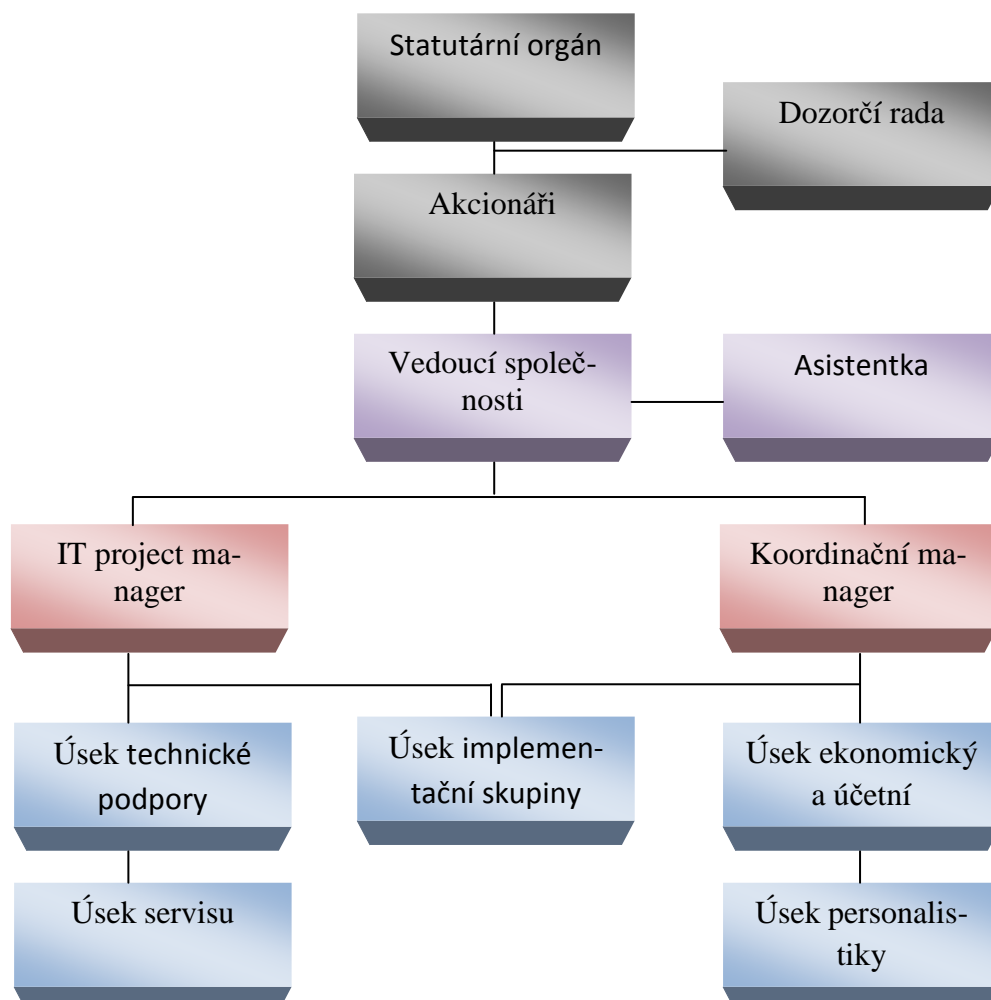 Statutární orgán
Dozorčí rada
Akcionáři
Vedoucí společ-
nosti
Asistentka
IT project ma-
nager
Koordinační ma-
nager
Úsek technické
podpory
Úsek implemen-
tační skupiny
Úsek ekonomický
a účetní
Úsek servisu
Úsek personalis-
tiky